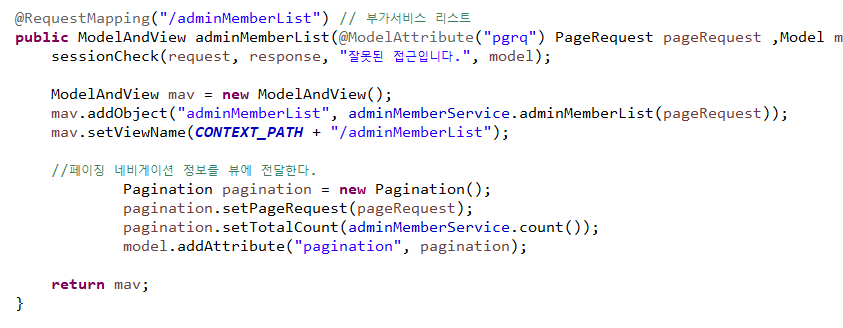 @RequestMapping("/adminMemberList") // 부가서비스 리스트
public ModelAndView adminMemberList(@ModelAttribute("pgrq") PageRequest pageRequest ,Model m
    sessionCheck(request, response, "잘못된 접근입니다.", model);

    ModelAndView mav = new ModelAndView();
    mav.addObject("adminMemberList", adminMemberService.adminMemberList(pageRequest));
    mav.setViewName(CONTEXT_PATH + "/adminMemberList");

    //페이징 네비게이션 정보를 뷰에 전달한다.
            Pagination pagination = new Pagination();
            pagination.setPageRequest(pageRequest);
            pagination.setTotalCount(adminMemberService.count());
            model.addAttribute("pagination", pagination);

    return mav;
}